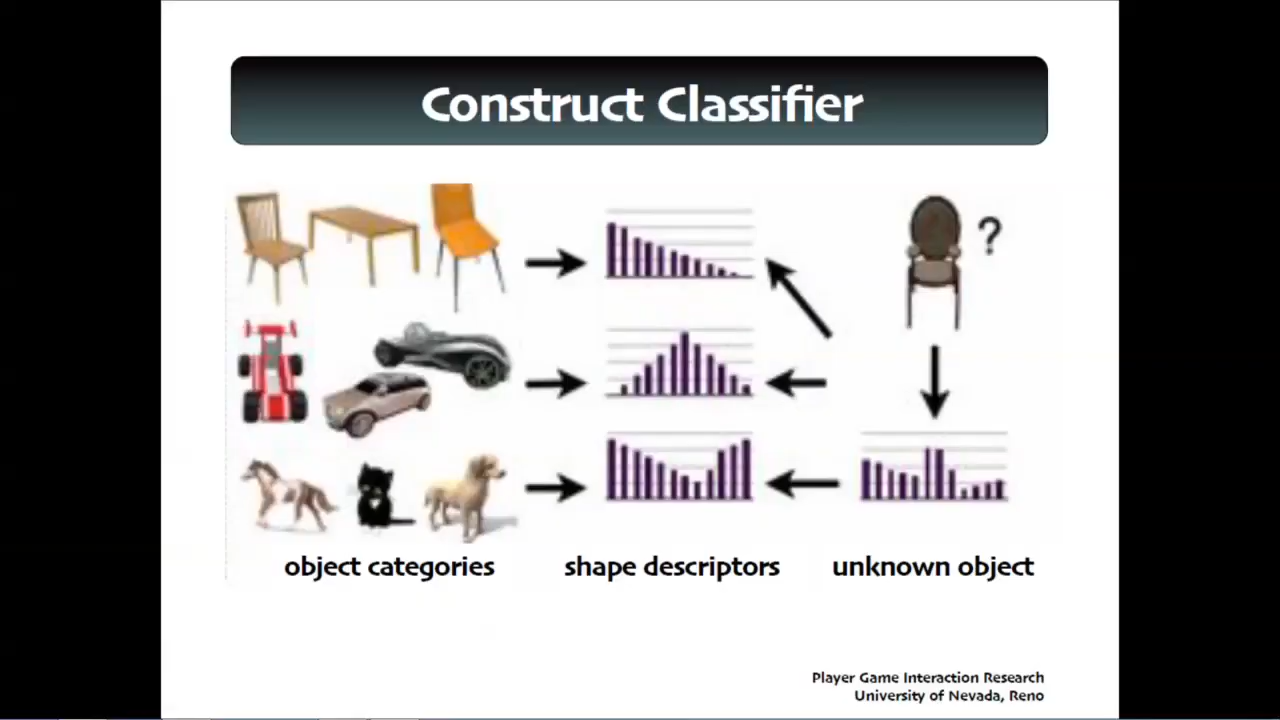 Construct Classifier
?
object categories
shape descriptors
unknown object
Player Game Interaction Research
University of Nevada, Reno